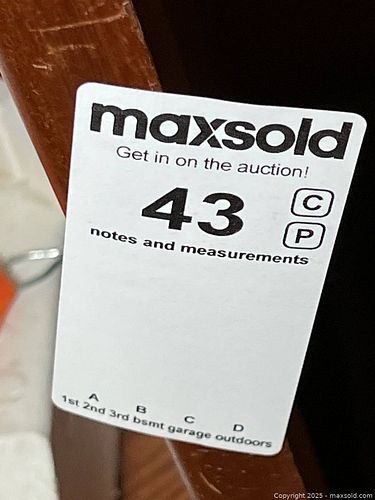 maxsold
Get in on the auction!
43
C
P
notes and measurements
A B C D
1st 2nd 3rd bsmt garage outdoors
Copyright 2025 - maxsold.com